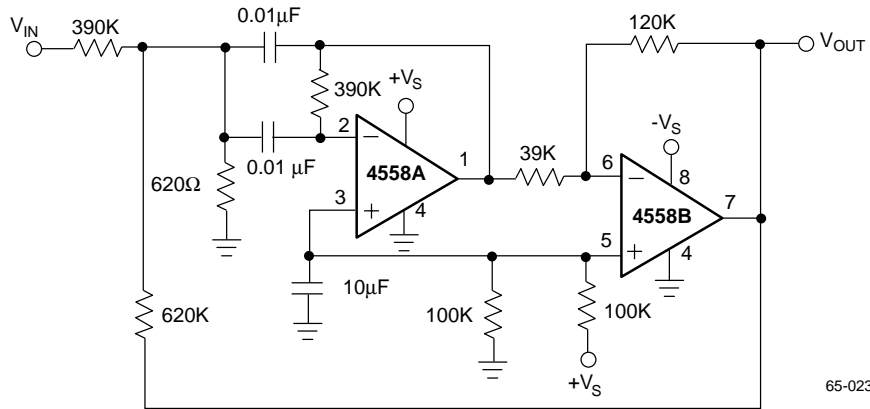 V_IN
390K
0.01µF
120K
V_OUT
390K
+V_S
2
−
0.01 µF
4558A
1
39K
-V_S
6
−
8
620Ω
3
+
4
4558B
7
5
+
4
10µF
620K
100K
100K
+V_S
65-023